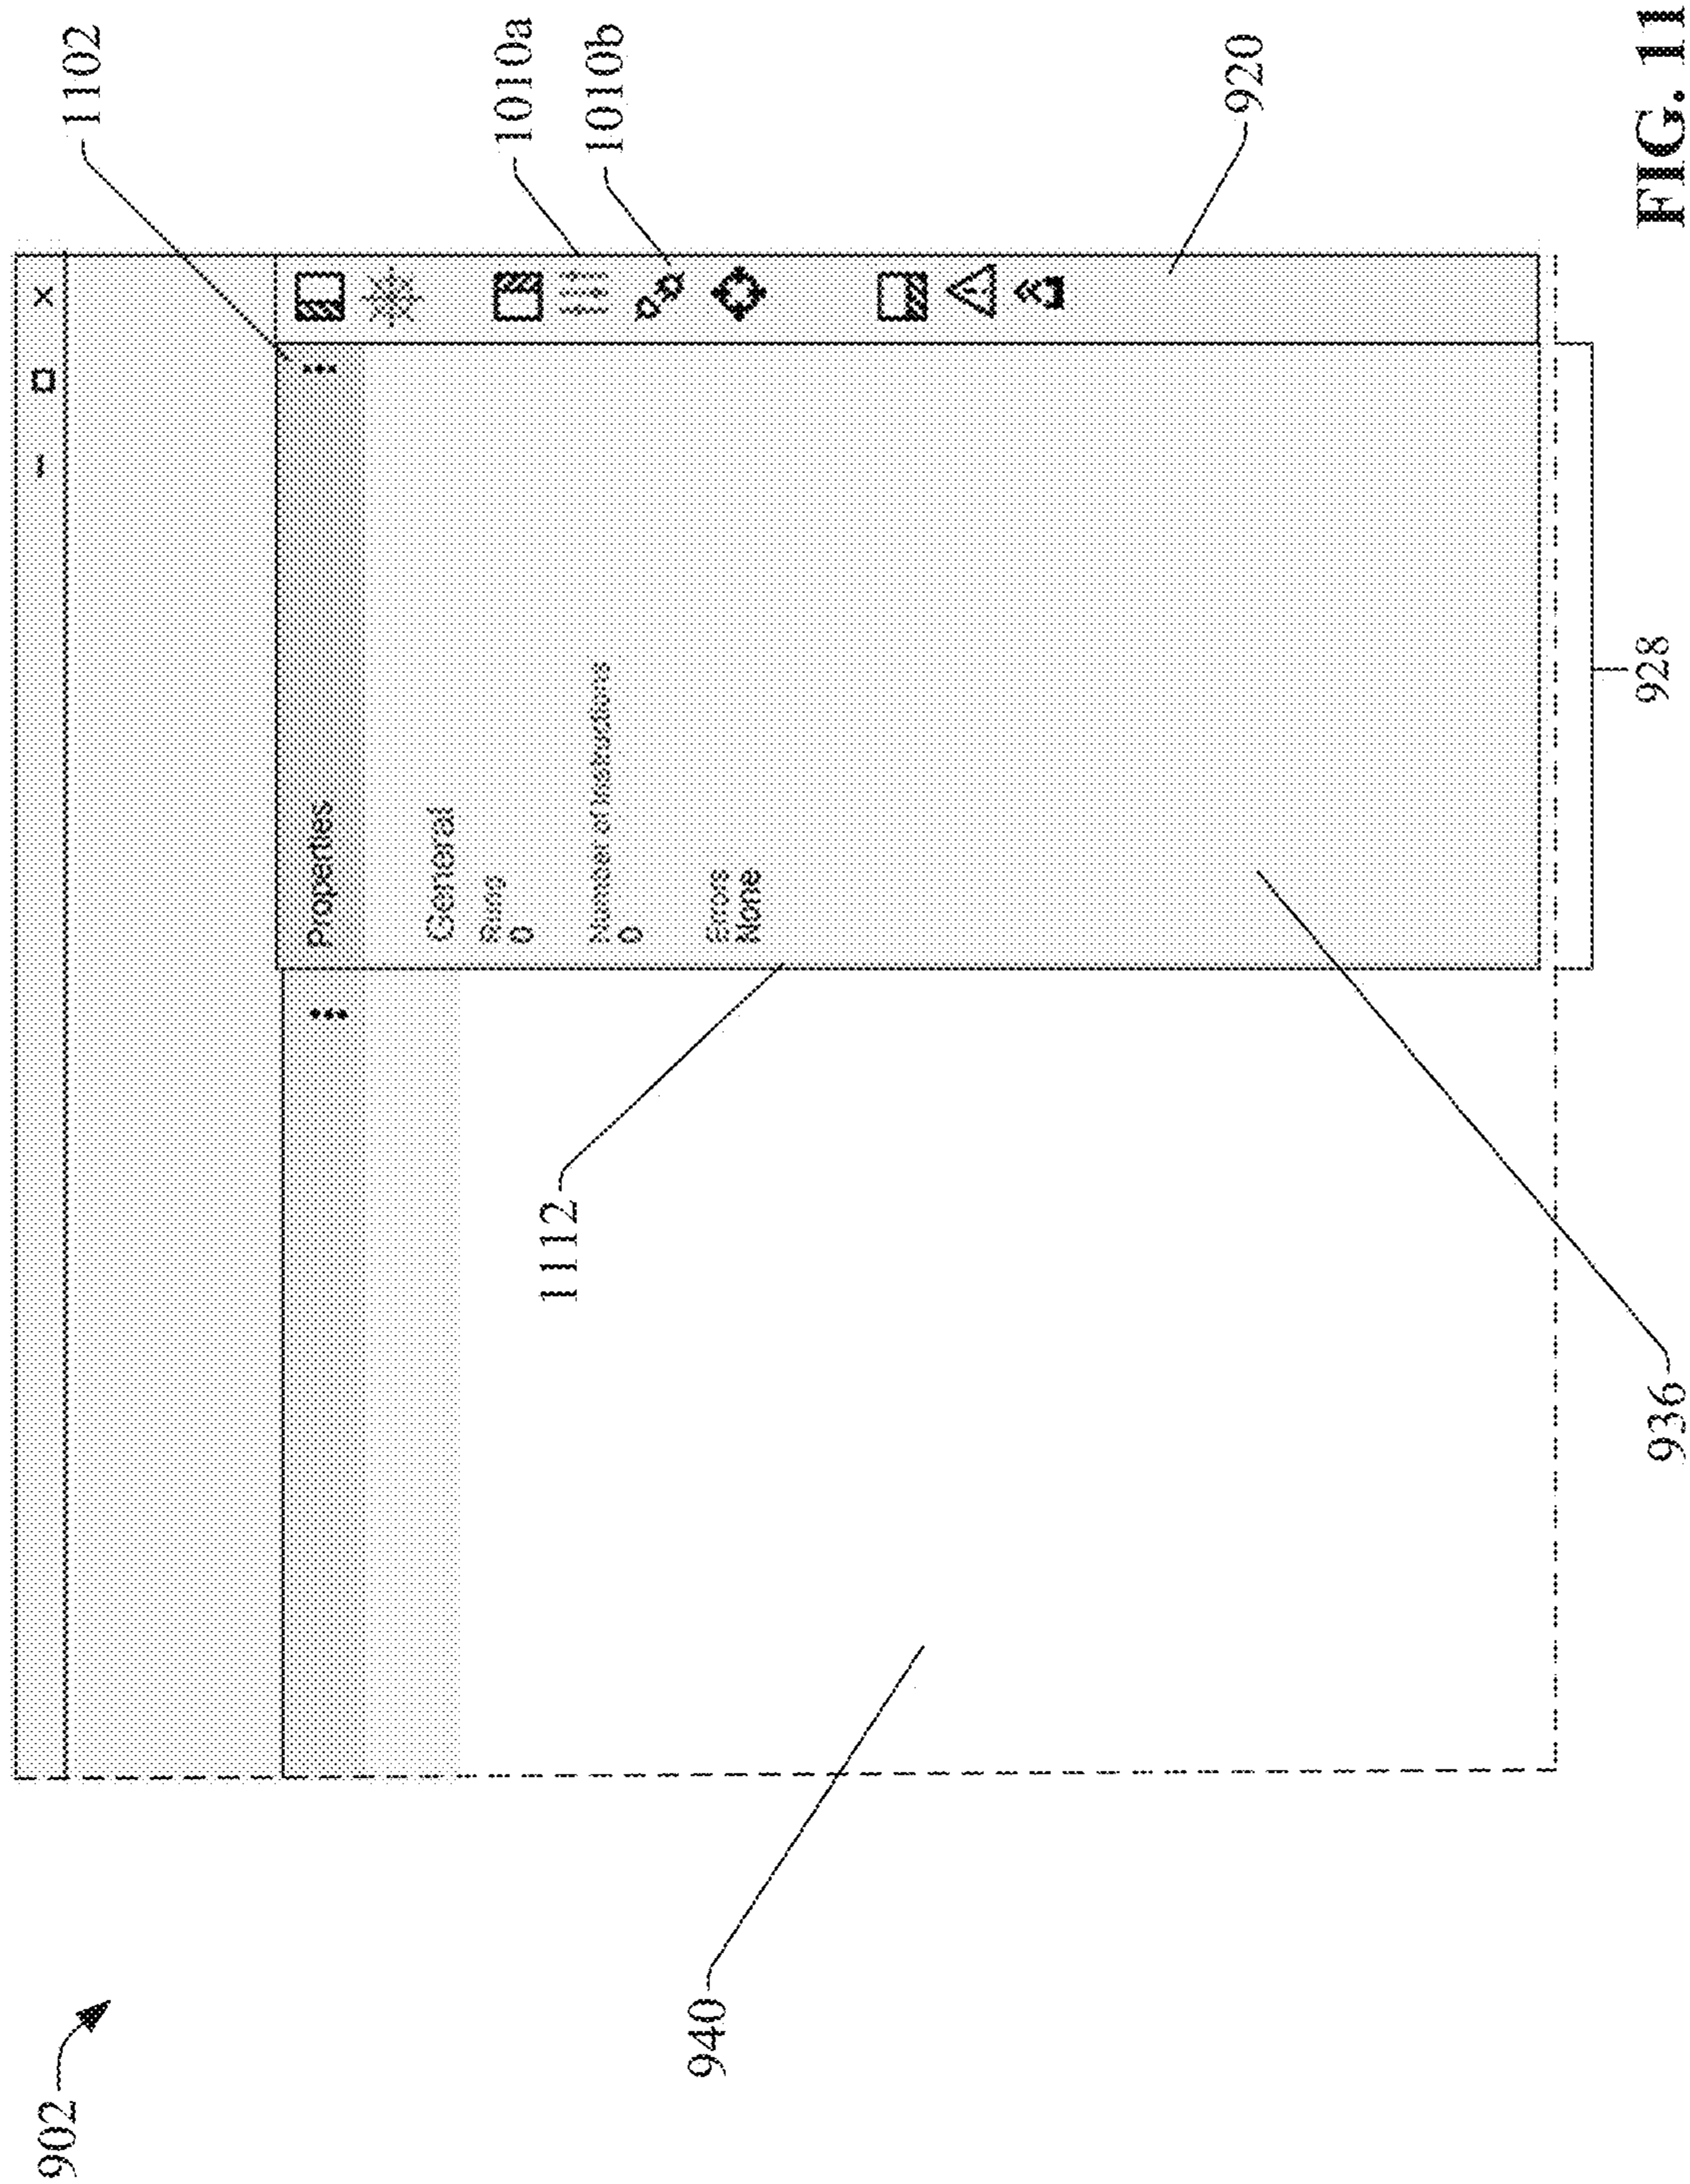 902
1102
1010a
1010b
Properties
General
Rung
0
Number of Instructions
0
Errors
None
1112
920
940
936
928
FIG. 11